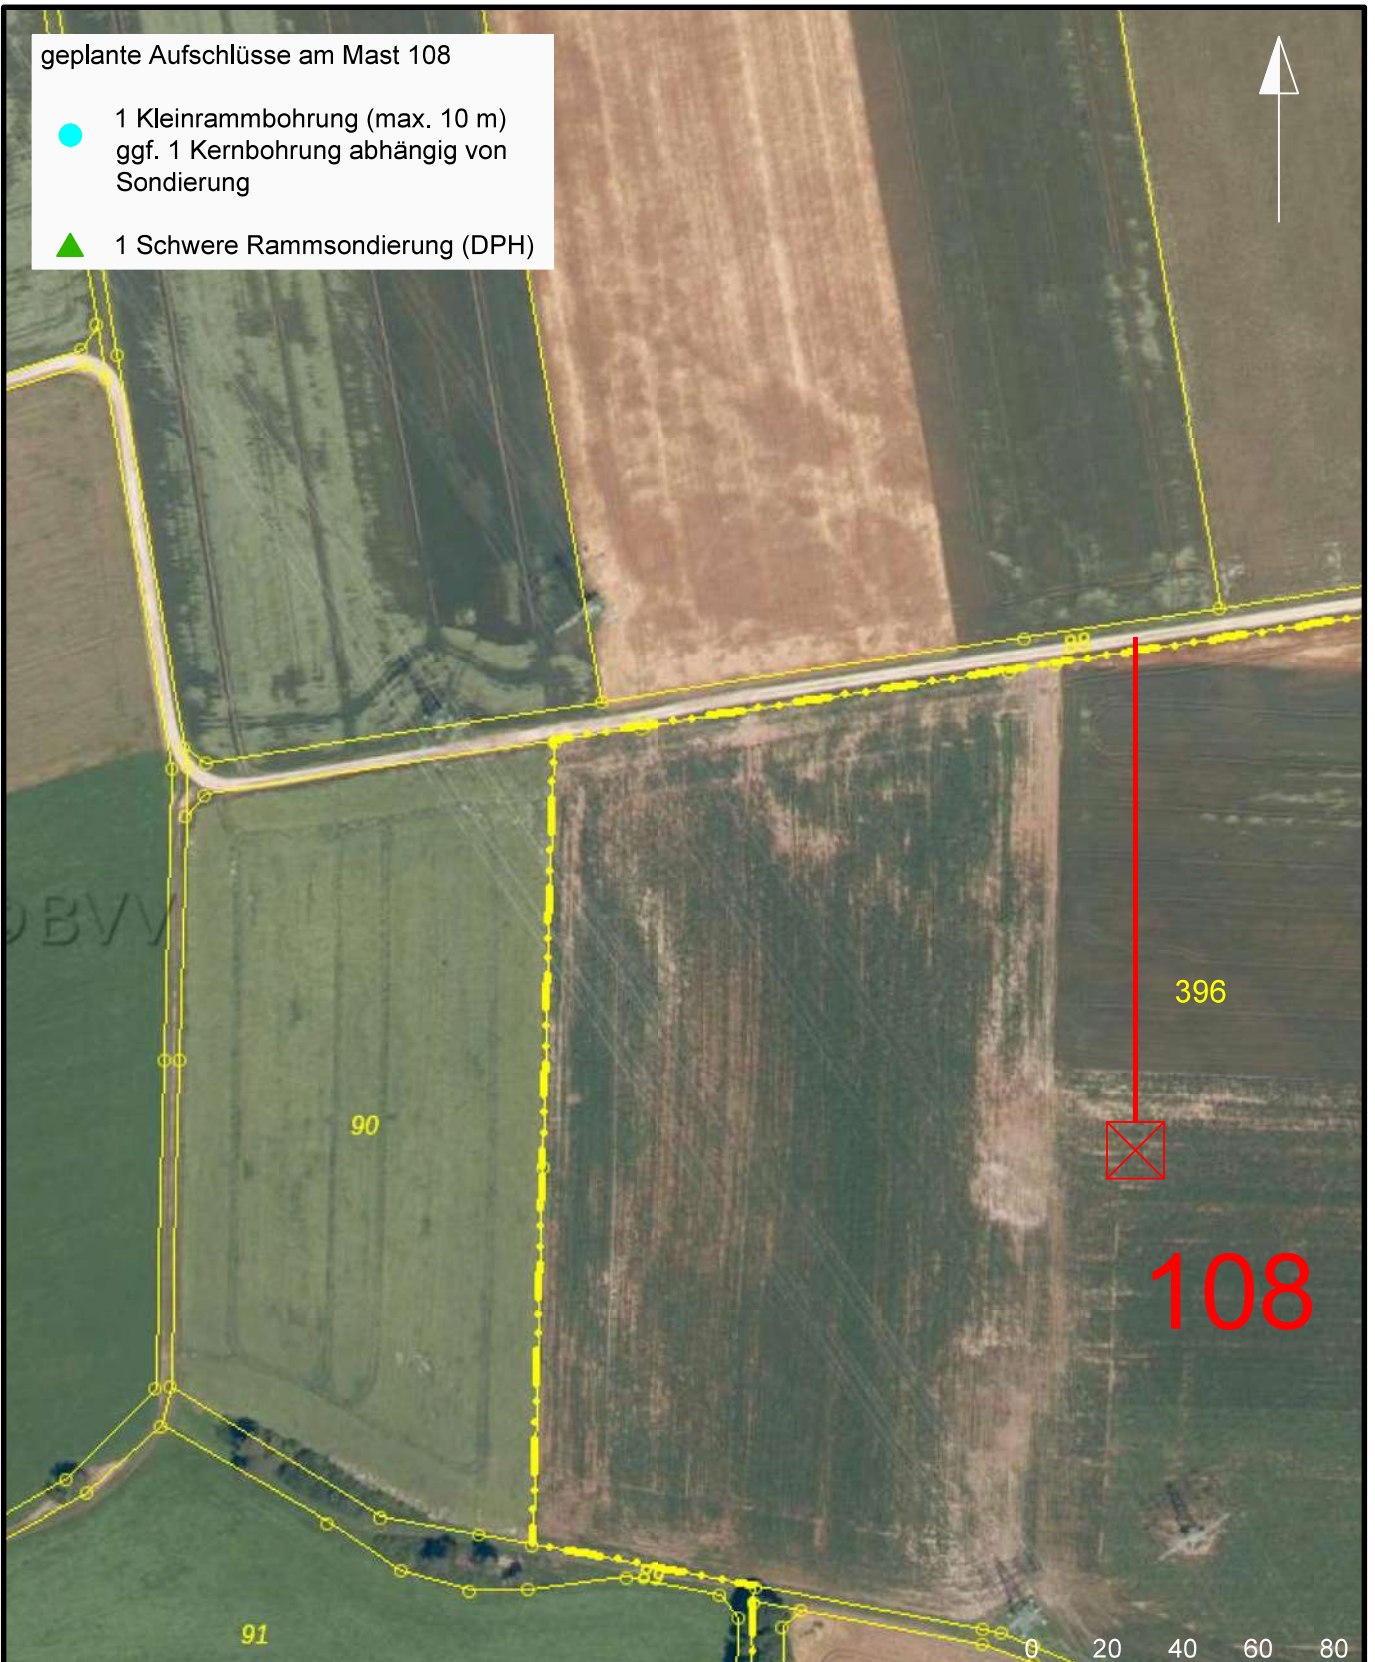 geplante Aufschlüsse am Mast 108
1 Kleinrammbohrung (max. 10 m)
ggf. 1 Kernbohrung abhängig von
Sondierung
1 Schwere Rammsondierung (DPH)
99
BVV
396
90
108
89
91
0 20 40 60 80